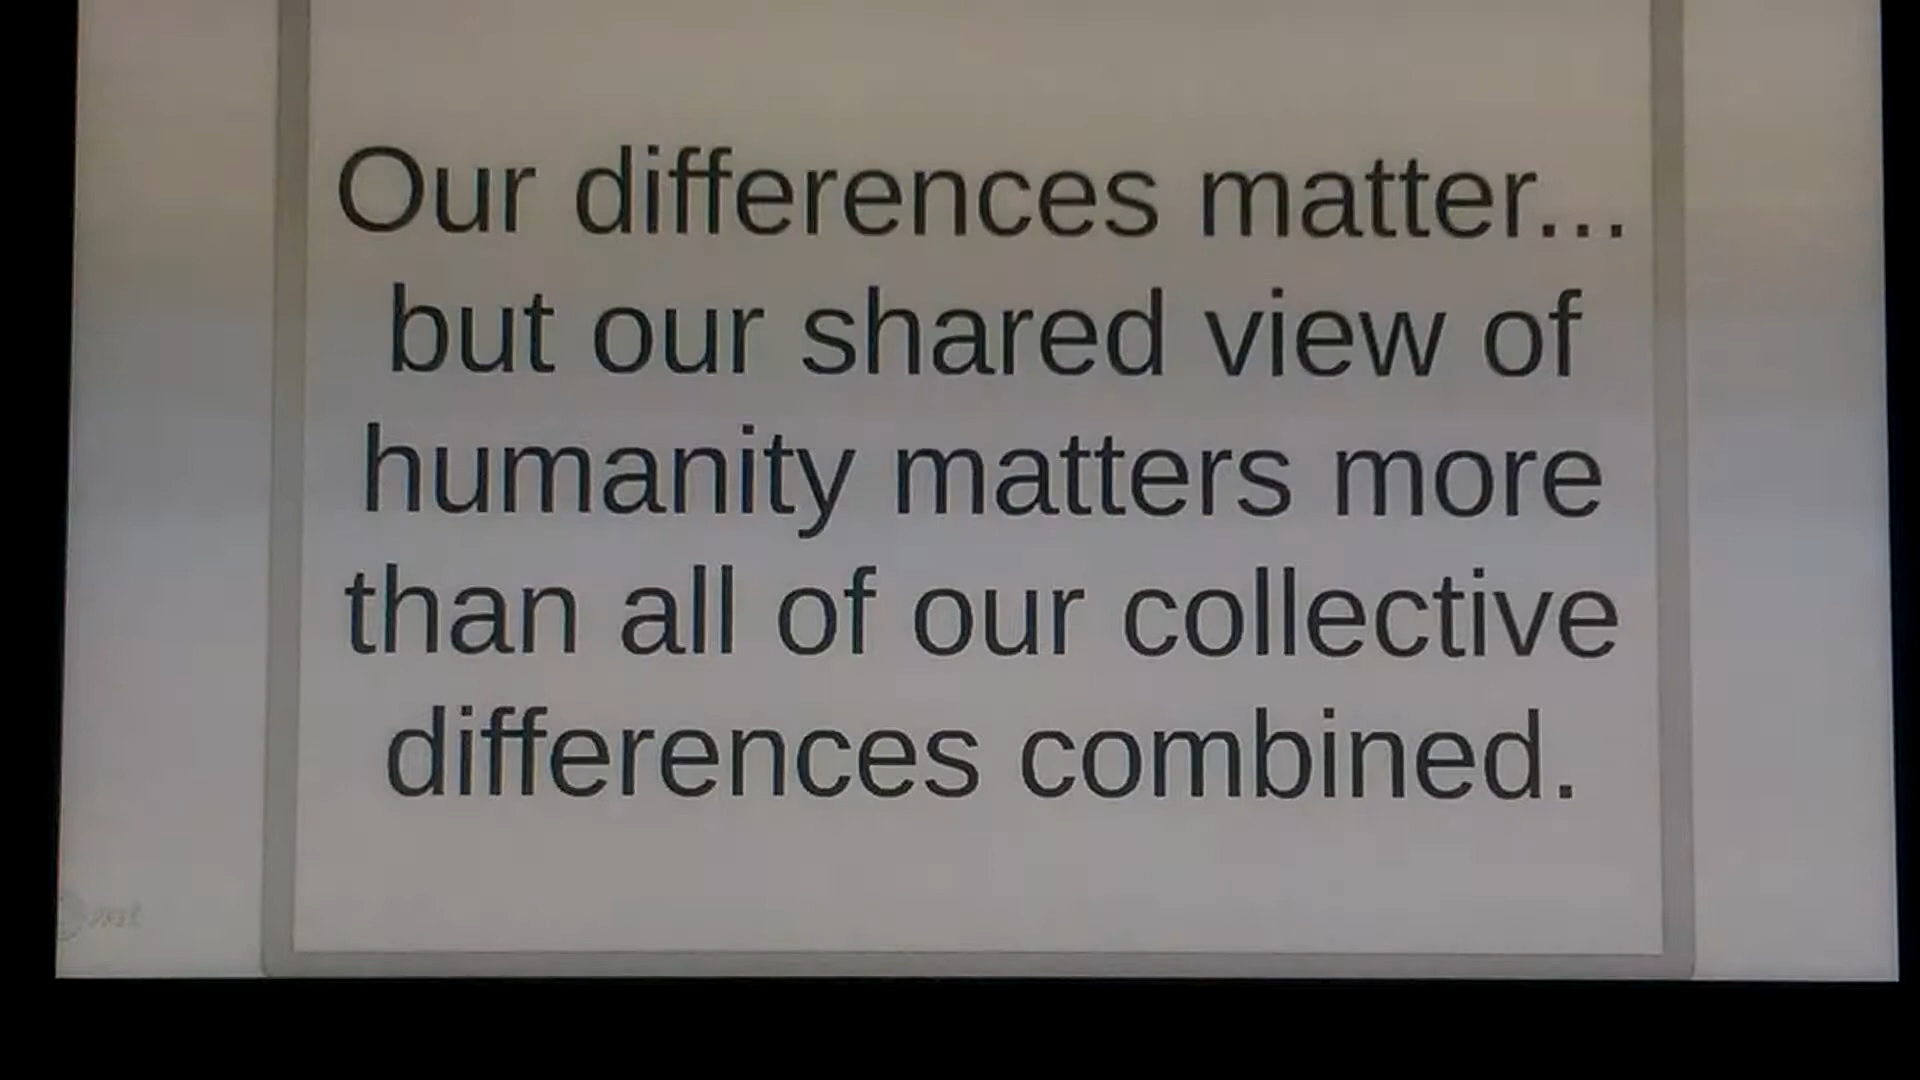 Our differences matter...
but our shared view of
humanity matters more
than all of our collective
differences combined.